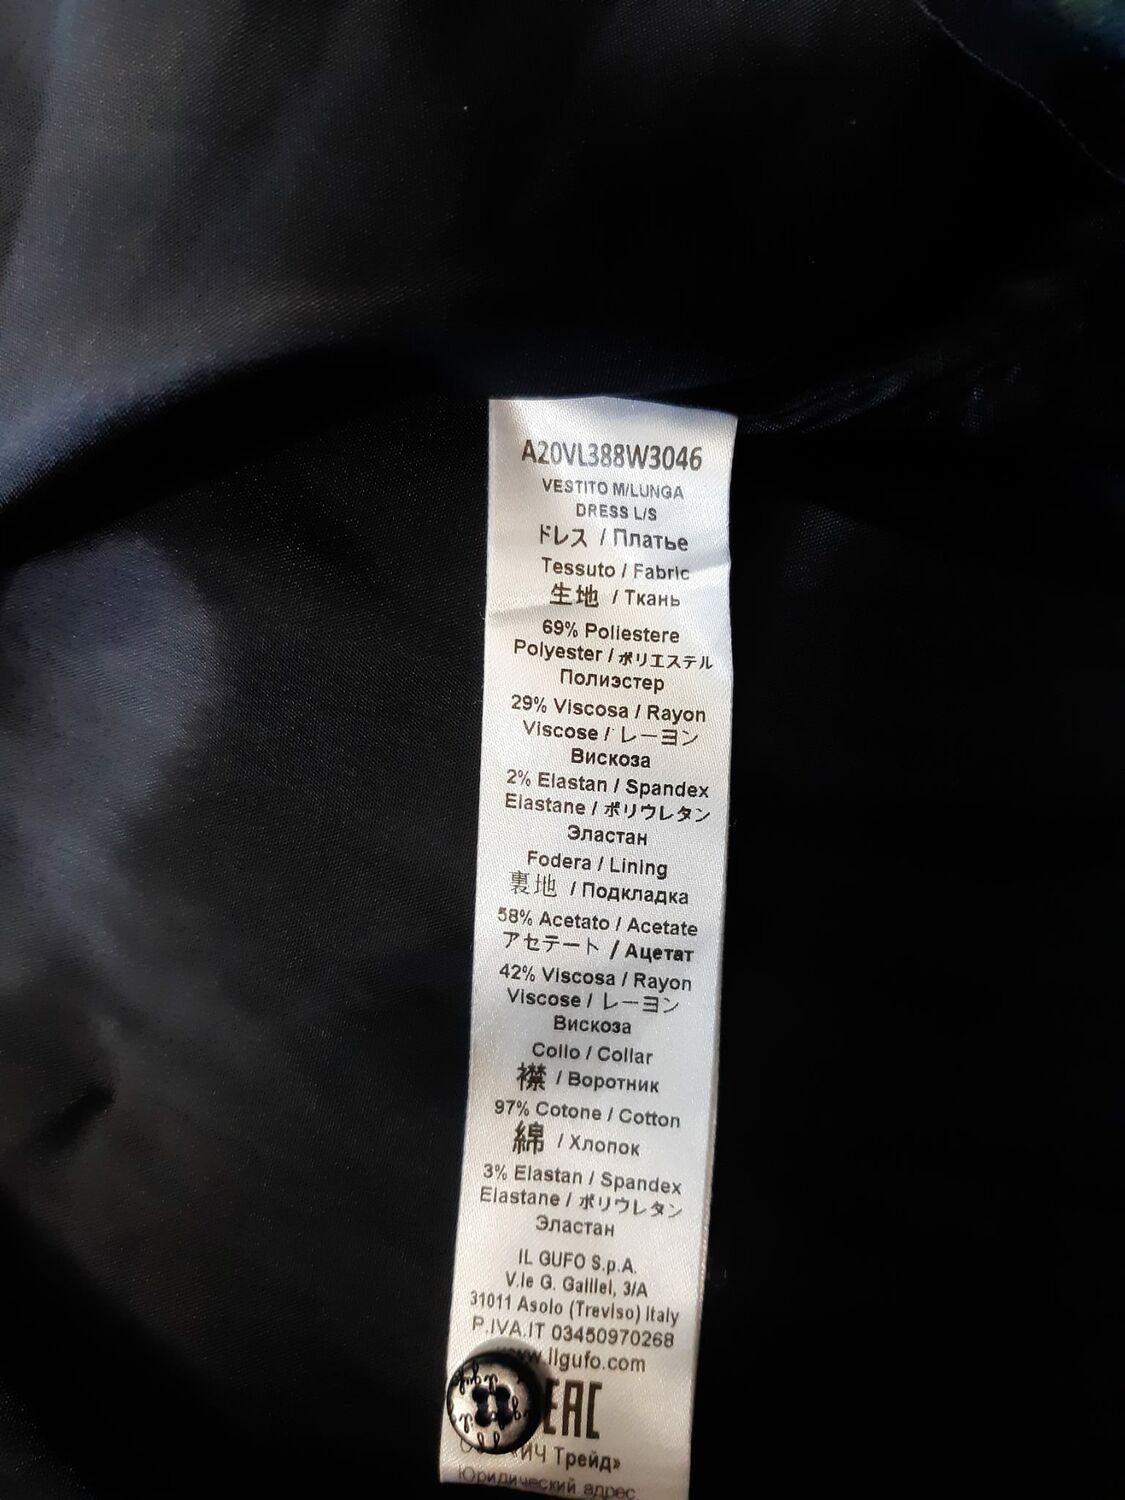 A20VL388W3046
VESTITO M/LUNGA
DRESS L/S
ドレス / Платье
Tessuto / Fabric
生地 / Ткань
69% Poliestere
Polyester / ポリエステル
Полиэстер
29% Viscosa / Rayon
Viscose / レーヨン
Вискоза
2% Elastan / Spandex
Elastane / ポリウレタン
Эластан
Fodera / Lining
裏地 / Подкладка
58% Acetato / Acetate
アセテート / Ацетат
42% Viscosa / Rayon
Viscose / レーヨン
Вискоза
Collo / Collar
襟 / Воротник
97% Cotone / Cotton
綿 / Хлопок
3% Elastan / Spandex
Elastane / ポリウレタン
Эластан
IL GUFO S.p.A.
V.le G. Galilei, 3/A
31011 Asolo (Treviso) Italy
P.IVA.IT 03450970268
www.ilgufo.com
EAC
Трейд»
Юридический адрес